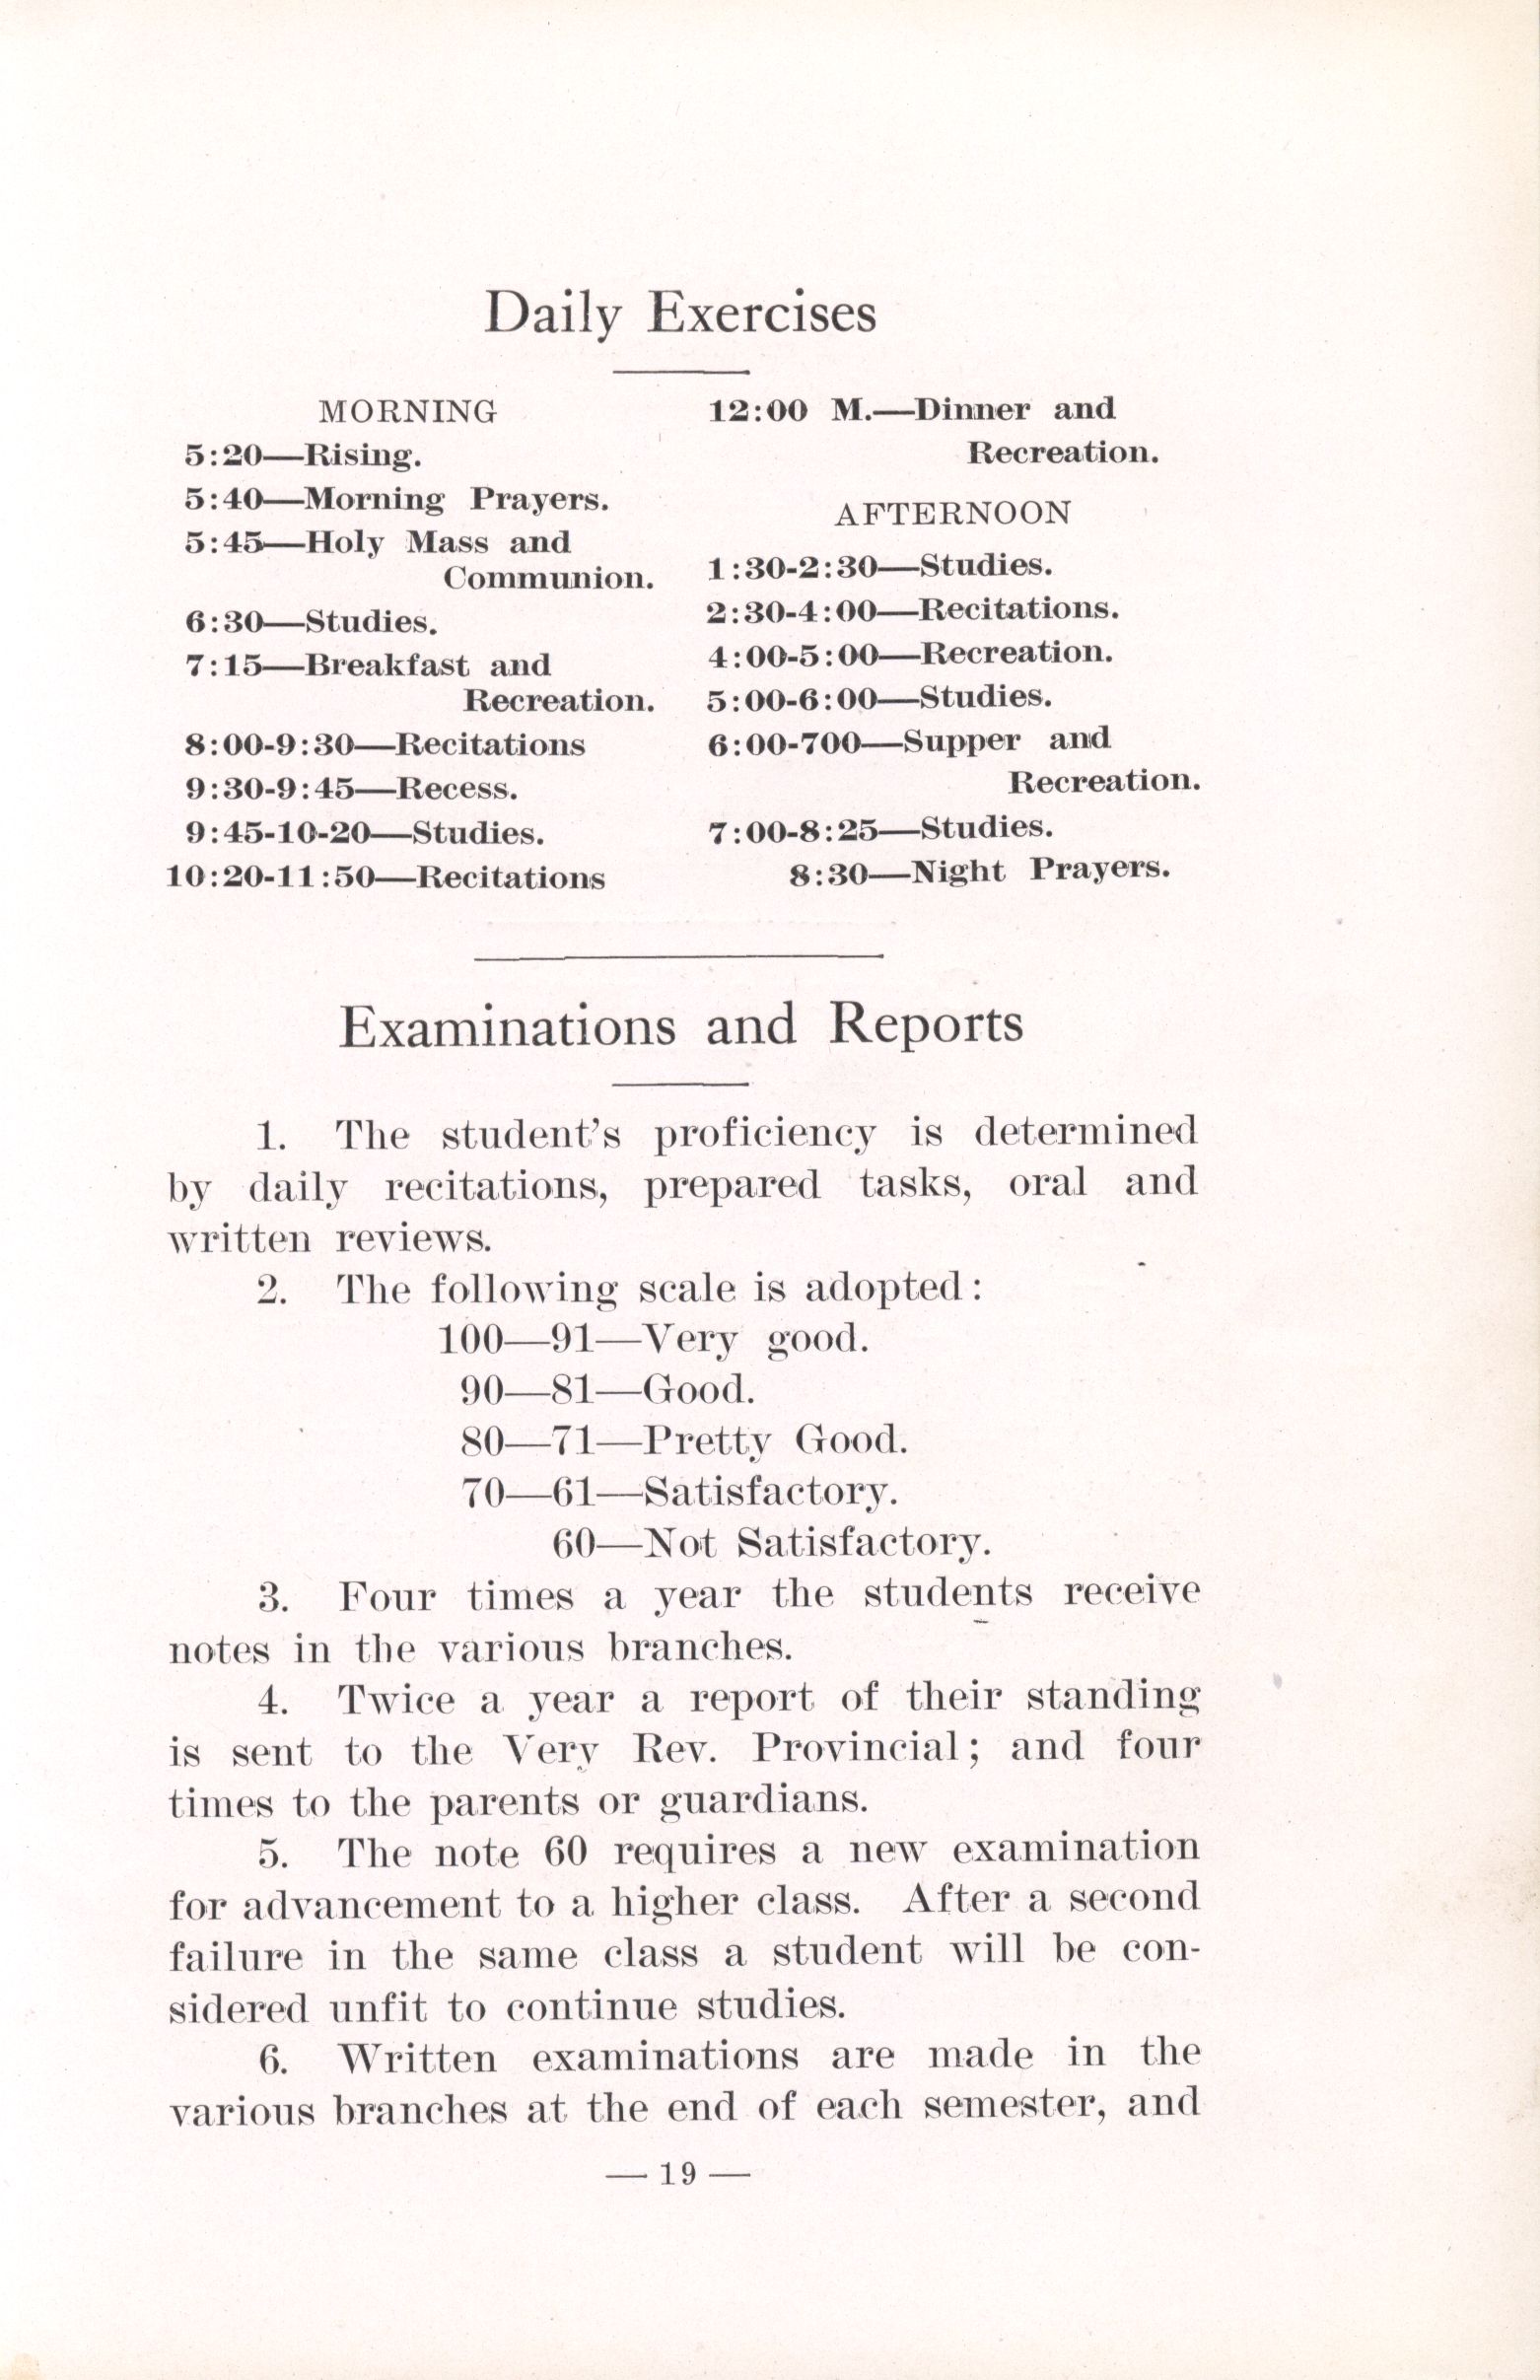 Daily Exercises
MORNING
5:20—Rising.
5:40—Morning Prayers.
5:45—Holy Mass and
Communion.
6:30—Studies.
7:15—Breakfast and
Recreation.
8:00-9:30—Recitations
9:30-9:45—Recess.
9:45-10-20—Studies.
10:20-11:50—Recitations
12:00 M.—Dinner and
Recreation.
AFTERNOON
1:30-2:30—Studies.
2:30-4:00—Recitations.
4:00-5:00—Recreation.
5:00-6:00—Studies.
6:00-700—Supper and
Recreation.
7:00-8:25—Studies.
8:30—Night Prayers.
Examinations and Reports
1. The student's proficiency is determined
by daily recitations, prepared tasks, oral and
written reviews.
2. The following scale is adopted:
100—91—Very good.
90—81—Good.
80—71—Pretty Good.
70—61—Satisfactory.
60—Not Satisfactory.
3. Four times a year the students receive
notes in the various branches.
4. Twice a year a report of their standing
is sent to the Very Rev. Provincial; and four
times to the parents or guardians.
5. The note 60 requires a new examination
for advancement to a higher class. After a second
failure in the same class a student will be con-
sidered unfit to continue studies.
6. Written examinations are made in the
various branches at the end of each semester, and
— 19 —